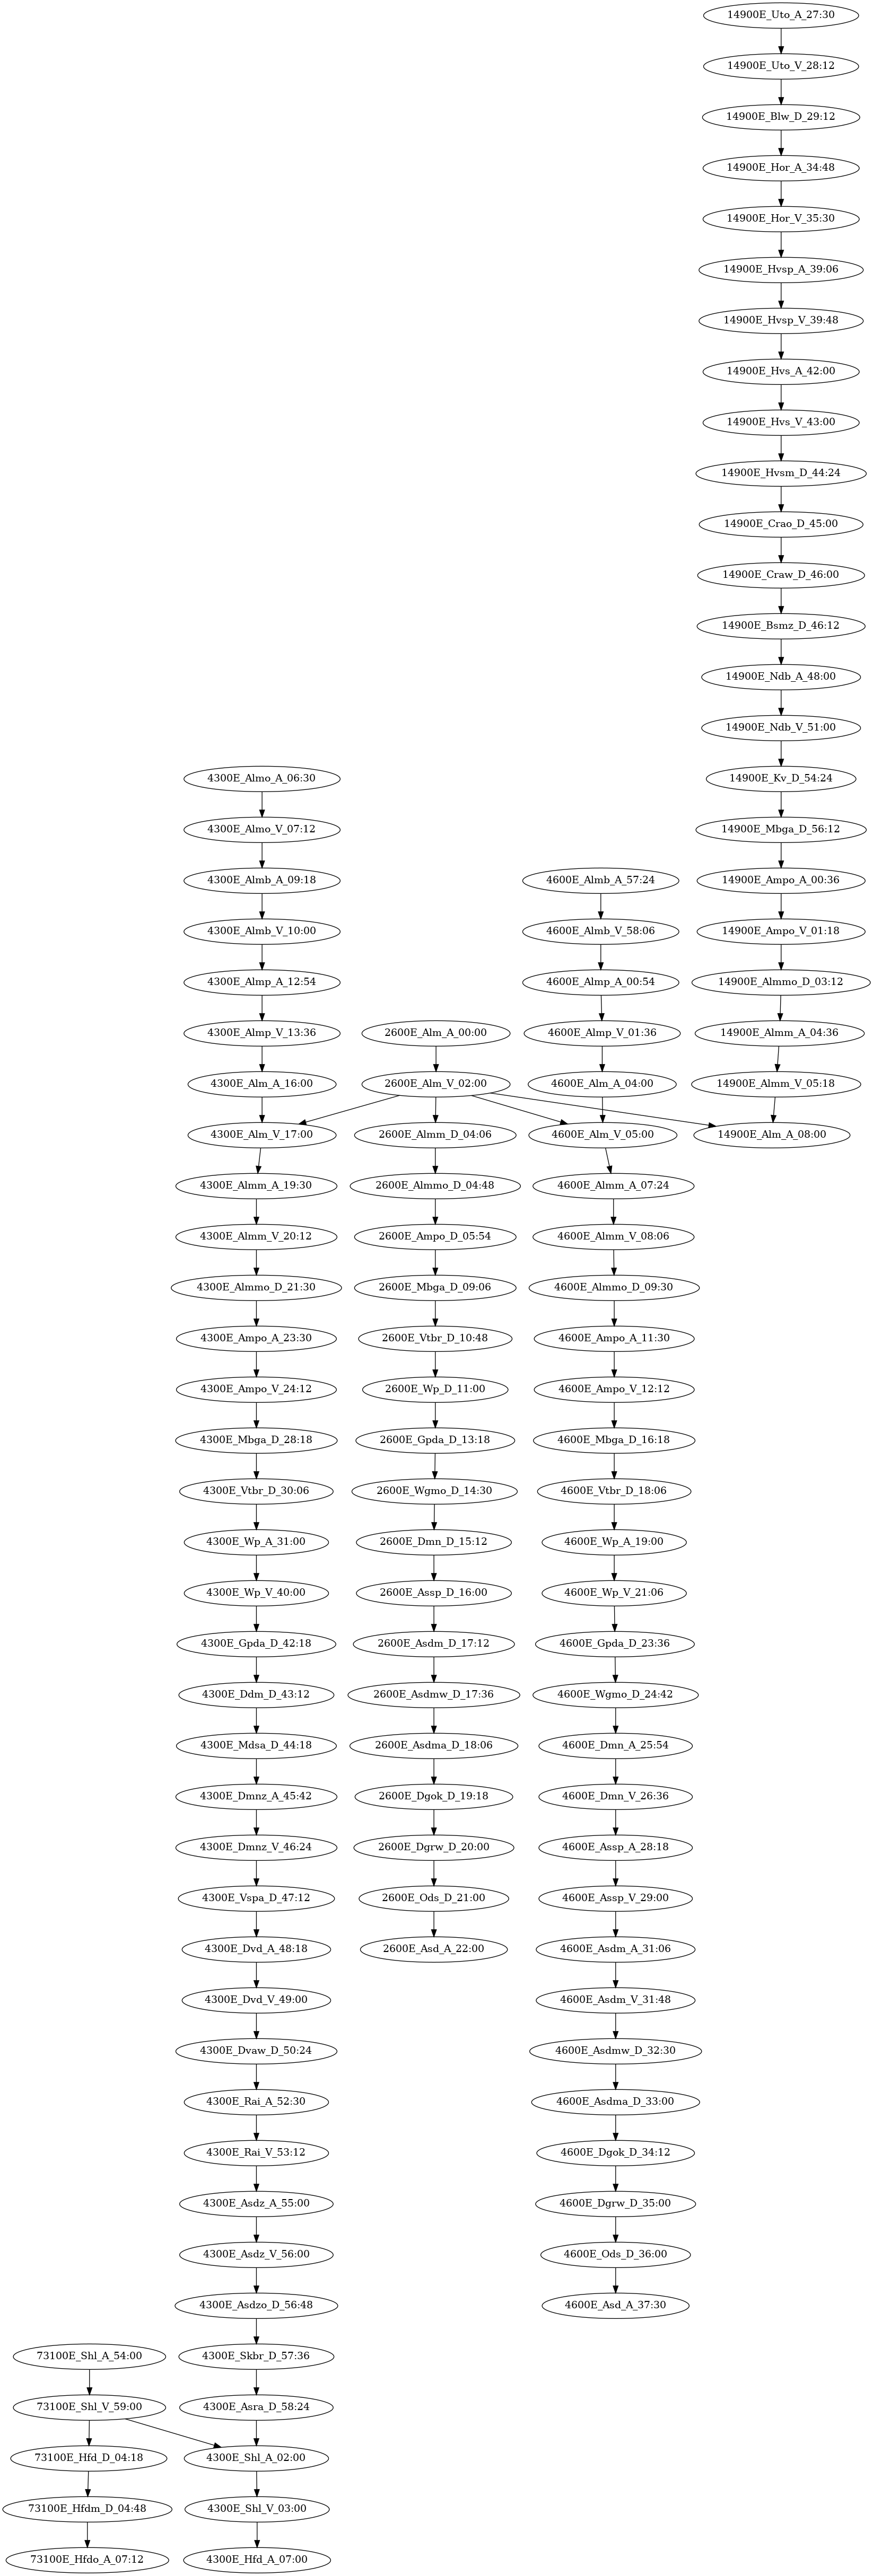 14900E_Uto_A_27:30
14900E_Uto_V_28:12
14900E_Blw_D_29:12
14900E_Hor_A_34:48
14900E_Hor_V_35:30
14900E_Hvsp_A_39:06
14900E_Hvsp_V_39:48
14900E_Hvs_A_42:00
14900E_Hvs_V_43:00
14900E_Hvsm_D_44:24
14900E_Crao_D_45:00
14900E_Craw_D_46:00
14900E_Bsmz_D_46:12
14900E_Ndb_A_48:00
14900E_Ndb_V_51:00
4300E_Almo_A_06:30
14900E_Kv_D_54:24
4300E_Almo_V_07:12
14900E_Mbga_D_56:12
4300E_Almb_A_09:18
4600E_Almb_A_57:24
14900E_Ampo_A_00:36
4300E_Almb_V_10:00
4600E_Almb_V_58:06
14900E_Ampo_V_01:18
4300E_Almp_A_12:54
4600E_Almp_A_00:54
14900E_Almmo_D_03:12
4300E_Almp_V_13:36
2600E_Alm_A_00:00
4600E_Almp_V_01:36
14900E_Almm_A_04:36
4300E_Alm_A_16:00
2600E_Alm_V_02:00
4600E_Alm_A_04:00
14900E_Almm_V_05:18
4300E_Alm_V_17:00
2600E_Almm_D_04:06
4600E_Alm_V_05:00
14900E_Alm_A_08:00
4300E_Almm_A_19:30
2600E_Almmo_D_04:48
4600E_Almm_A_07:24
4300E_Almm_V_20:12
2600E_Ampo_D_05:54
4600E_Almm_V_08:06
4300E_Almmo_D_21:30
2600E_Mbga_D_09:06
4600E_Almmo_D_09:30
4300E_Ampo_A_23:30
2600E_Vtbr_D_10:48
4600E_Ampo_A_11:30
4300E_Ampo_V_24:12
2600E_Wp_D_11:00
4600E_Ampo_V_12:12
4300E_Mbga_D_28:18
2600E_Gpda_D_13:18
4600E_Mbga_D_16:18
4300E_Vtbr_D_30:06
2600E_Wgmo_D_14:30
4600E_Vtbr_D_18:06
4300E_Wp_A_31:00
2600E_Dmn_D_15:12
4600E_Wp_A_19:00
4300E_Wp_V_40:00
2600E_Assp_D_16:00
4600E_Wp_V_21:06
4300E_Gpda_D_42:18
2600E_Asdm_D_17:12
4600E_Gpda_D_23:36
4300E_Ddm_D_43:12
2600E_Asdmw_D_17:36
4600E_Wgmo_D_24:42
4300E_Mdsa_D_44:18
2600E_Asdma_D_18:06
4600E_Dmn_A_25:54
4300E_Dmnz_A_45:42
2600E_Dgok_D_19:18
4600E_Dmn_V_26:36
4300E_Dmnz_V_46:24
2600E_Dgrw_D_20:00
4600E_Assp_A_28:18
4300E_Vspa_D_47:12
2600E_Ods_D_21:00
4600E_Assp_V_29:00
4300E_Dvd_A_48:18
2600E_Asd_A_22:00
4600E_Asdm_A_31:06
4300E_Dvd_V_49:00
4600E_Asdm_V_31:48
4300E_Dvaw_D_50:24
4600E_Asdmw_D_32:30
4300E_Rai_A_52:30
4600E_Asdma_D_33:00
4300E_Rai_V_53:12
4600E_Dgok_D_34:12
4300E_Asdz_A_55:00
4600E_Dgrw_D_35:00
4300E_Asdz_V_56:00
4600E_Ods_D_36:00
4300E_Asdzo_D_56:48
4600E_Asd_A_37:30
73100E_Shl_A_54:00
4300E_Skbr_D_57:36
73100E_Shl_V_59:00
4300E_Asra_D_58:24
73100E_Hfd_D_04:18
4300E_Shl_A_02:00
73100E_Hfdm_D_04:48
4300E_Shl_V_03:00
73100E_Hfdo_A_07:12
4300E_Hfd_A_07:00